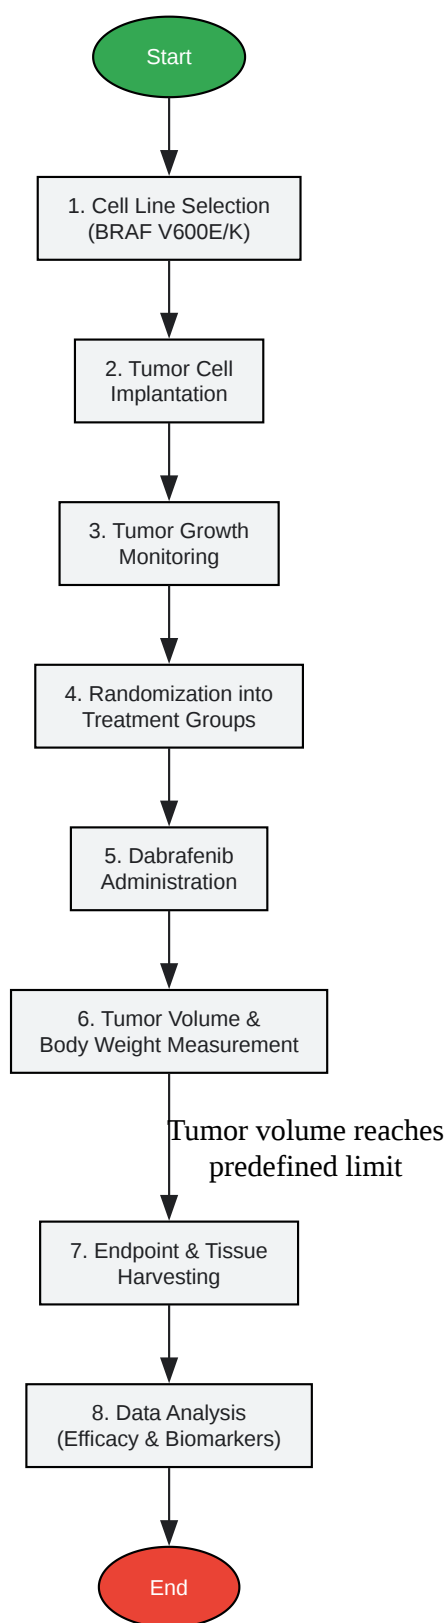 Start
1. Cell Line Selection
(BRAF V600E/K)
2. Tumor Cell
Implantation
3. Tumor Growth
Monitoring
4. Randomization into
Treatment Groups
5. Dabrafenib
Administration
6. Tumor Volume &
Body Weight Measurement
Tumor volume reaches
predefined limit
7. Endpoint & Tissue
Harvesting
8. Data Analysis
(Efficacy & Biomarkers)
End